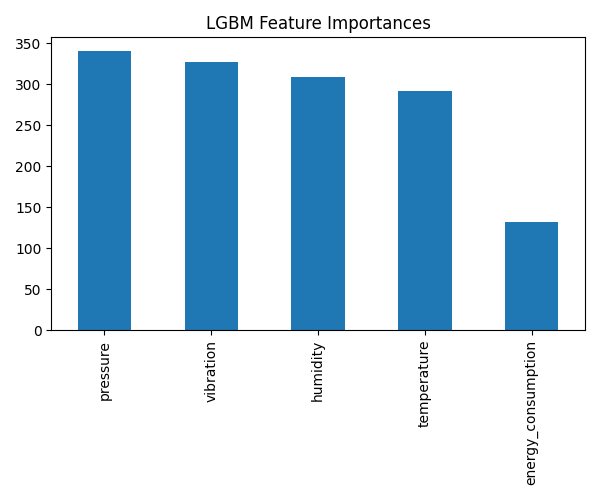 LGBM Feature Importances
350
300
250
200
150
100
50
0
pressure
vibration
humidity
temperature
energy_consumption